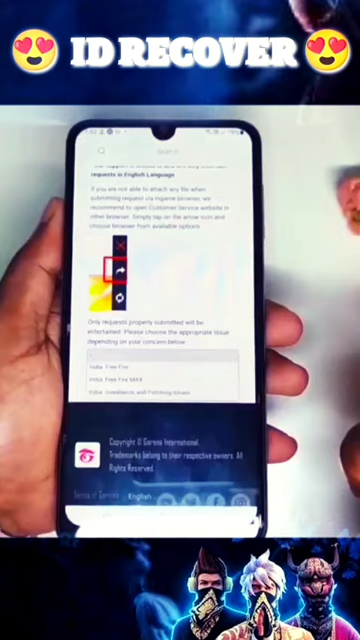 😍 ID RECOVER 😍
Search
requests in English Language
If you are not able to attach any file when
submitting request via ingame browser, we
recommend to open Customer Service website in
other browser. Simply tap on the arrow icon and
choose browser from available options
Only requests properly submitted will be
entertained. Please choose the appropriate issue
depending on your concern below
-
India: Free Fire
India: Free Fire MAX
Copyright © Garena International.
Trademarks belong to their respective owners. All
Rights Reserved.
Terms of Service English